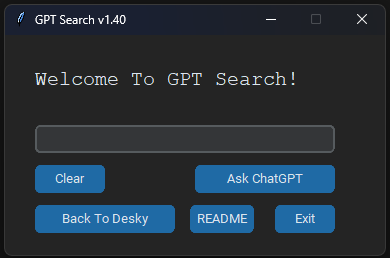 GPT Search v1.40
Welcome To GPT Search!
Clear Ask ChatGPT
Back To Desky README Exit